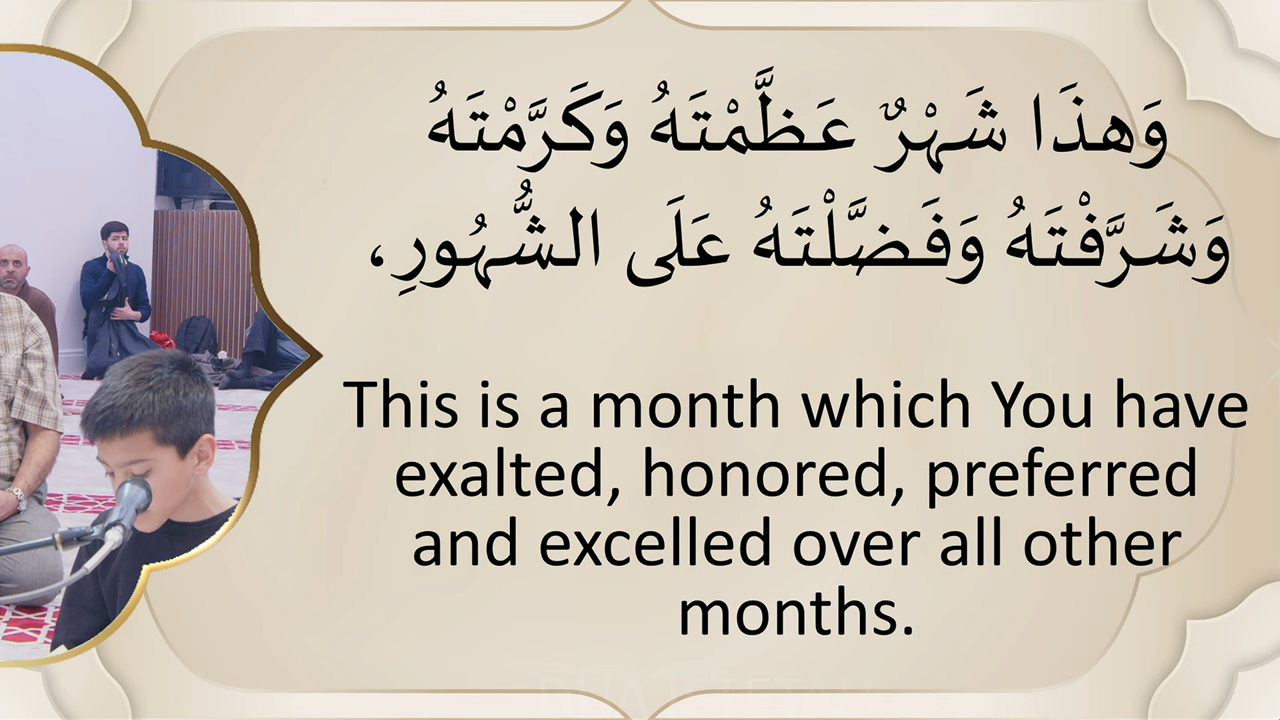 وَهذَا شَهْرٌ عَظَّمْتَهُ وَكَرَّمْتَهُ
وَشَرَّفْتَهُ وَفَضَّلْتَهُ عَلَى الشُّهُورِ،
This is a month which You have
exalted, honored, preferred
and excelled over all other
months.